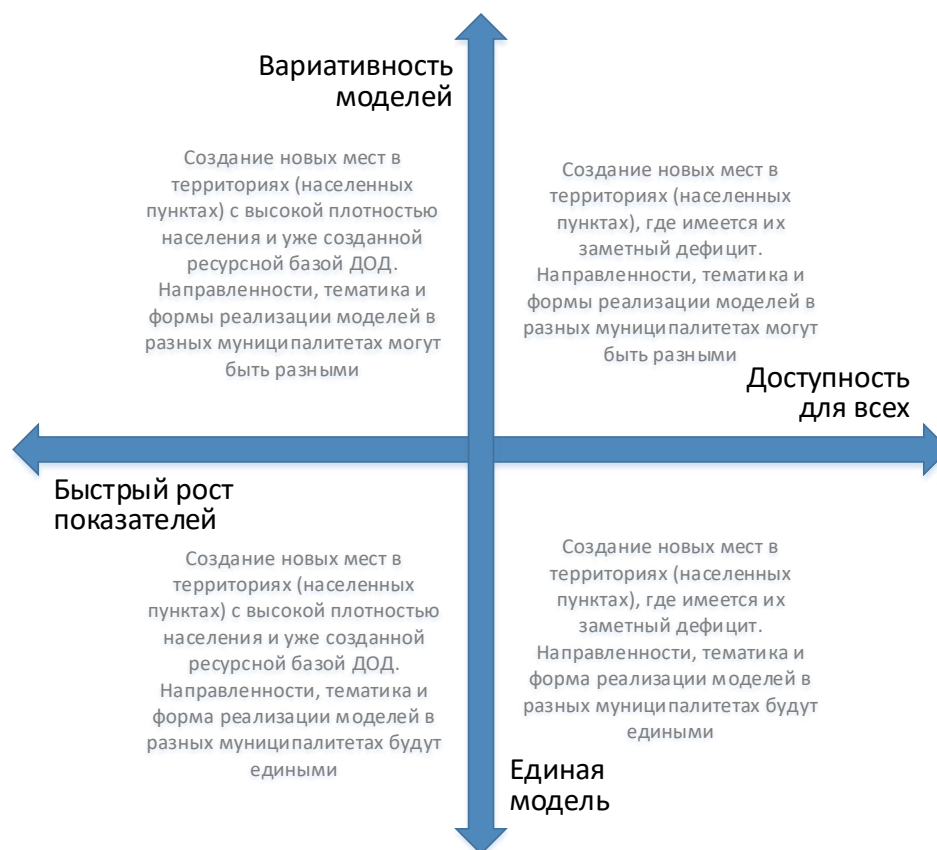 Вариативность
моделей
Создание новых мест в
территориях (населенных
пунктах) с высокой плотностью
населения и уже созданной
ресурсной базой ДОД.
Направленности, тематика и
формы реализации моделей в
разных муниципалитетах могут
быть разными
Создание новых мест в
территориях (населенных
пунктах), где имеется их
заметный дефицит.
Направленности, тематика и
формы реализации моделей в
разных муниципалитетах могут
быть разными
Доступность
для всех
Быстрый рост
показателей
Создание новых мест в
территориях (населенных
пунктах) с высокой плотностью
населения и уже созданной
ресурсной базой ДОД.
Направленности, тематика и
форма реализации моделей в
разных муниципалитетах будут
едиными
Создание новых мест в
территориях (населенных
пунктах), где имеется их
заметный дефицит.
Направленности, тематика и
форма реализации моделей в
разных муниципалитетах будут
едиными
Единая
модель